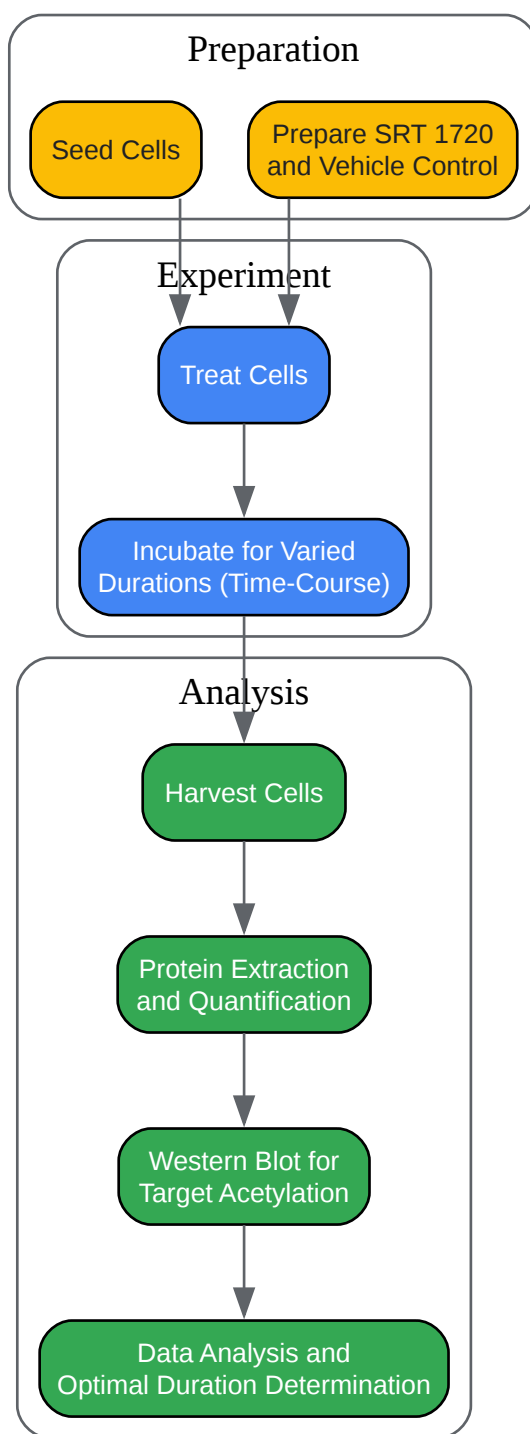 Preparation
Seed Cells
Prepare SRT 1720
and Vehicle Control
Experiment
Treat Cells
Incubate for Varied
Durations (Time-Course)
Analysis
Harvest Cells
Protein Extraction
and Quantification
Western Blot for
Target Acetylation
Data Analysis and
Optimal Duration Determination